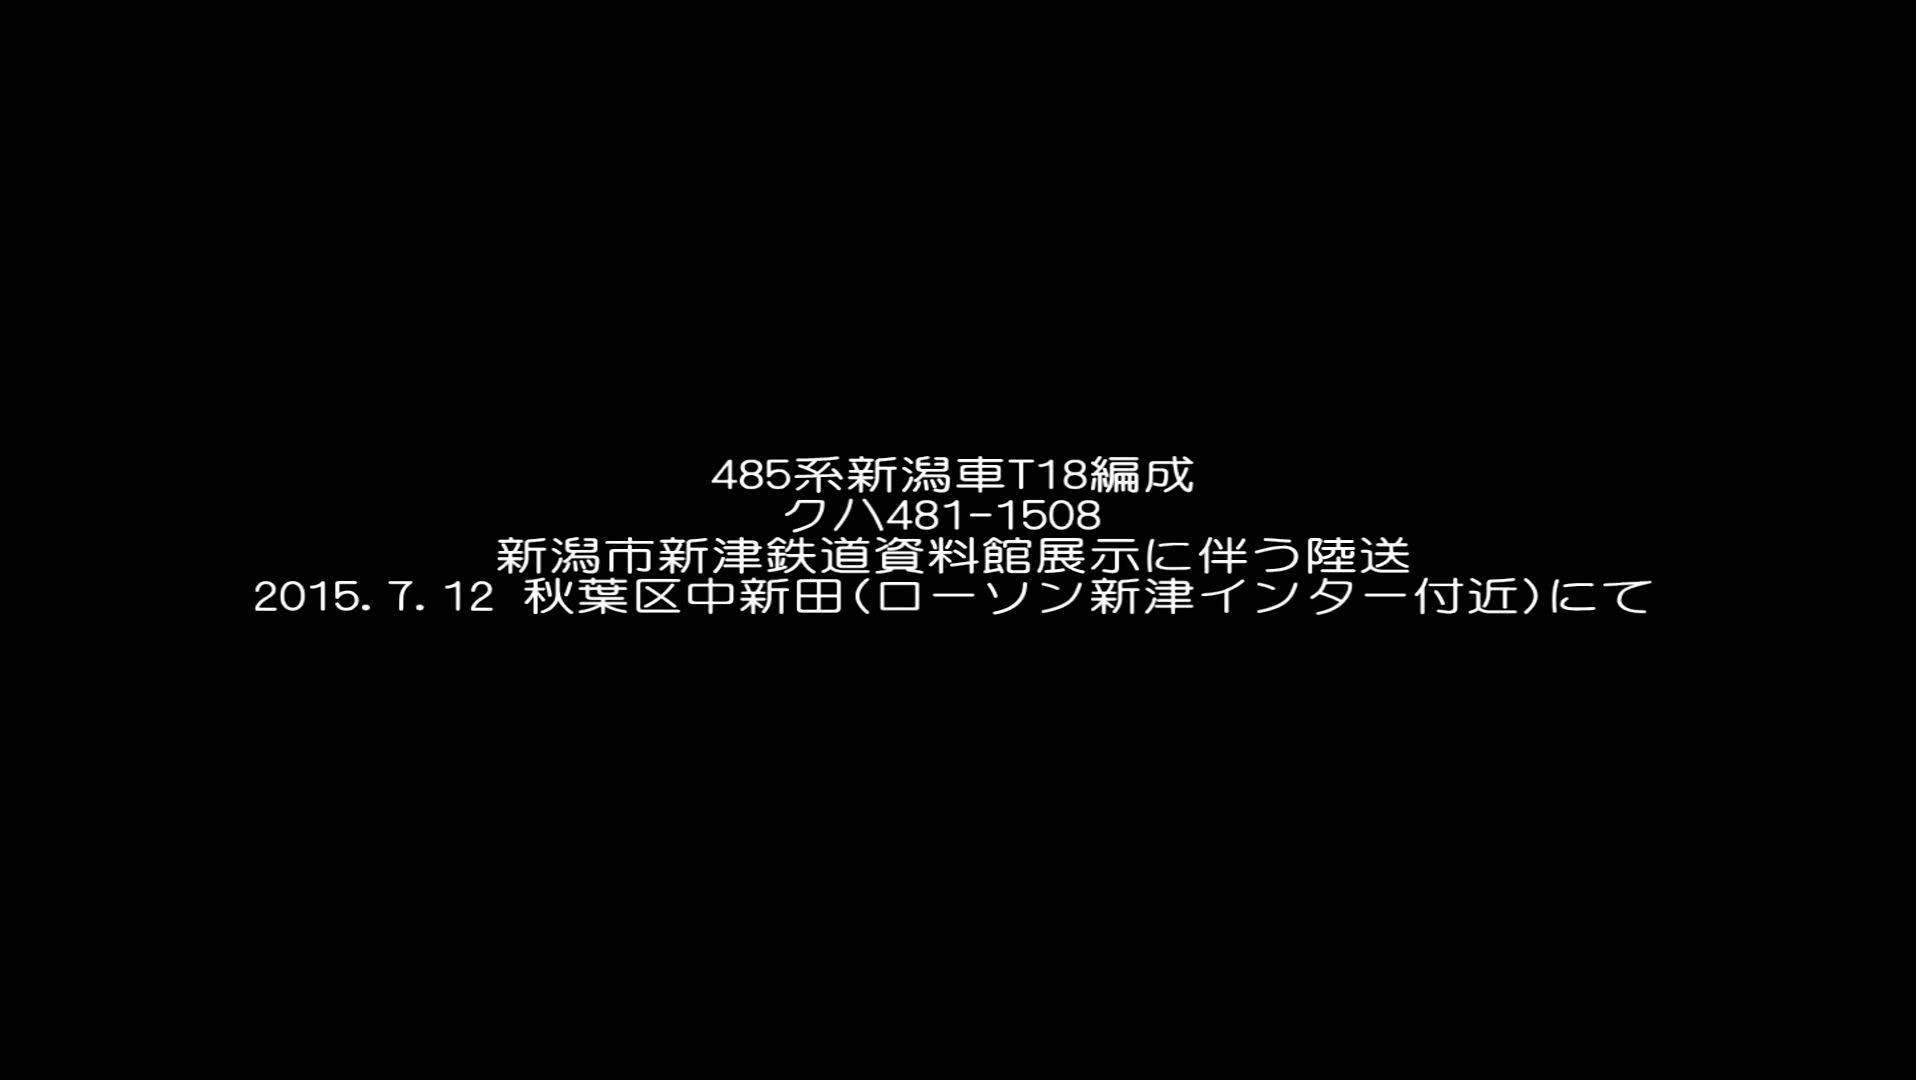 485系新潟車T18編成
クハ481-1508
新潟市新津鉄道資料館展示に伴う陸送
2015.7.12 秋葉区中新田(ローソン新津インター付近)にて